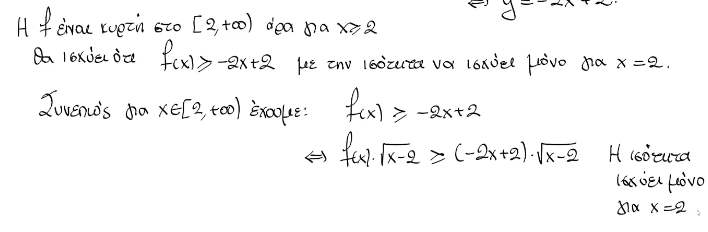 ⇔ y = -2x+2.
Η f είναι κυρτή στο [2,+∞) άρα για x≥2
θα ισχύει ότι f(x) ≥ -2x+2 με την ισότητα να ισχύει μόνο για x=2.
Συνεπώς για x∈[2,+∞) έχουμε: f(x) ≥ -2x+2
⇔ f(x)·√x-2 ≥ (-2x+2)·√x-2 Η ισότητα
ισχύει μόνο
για x=2.